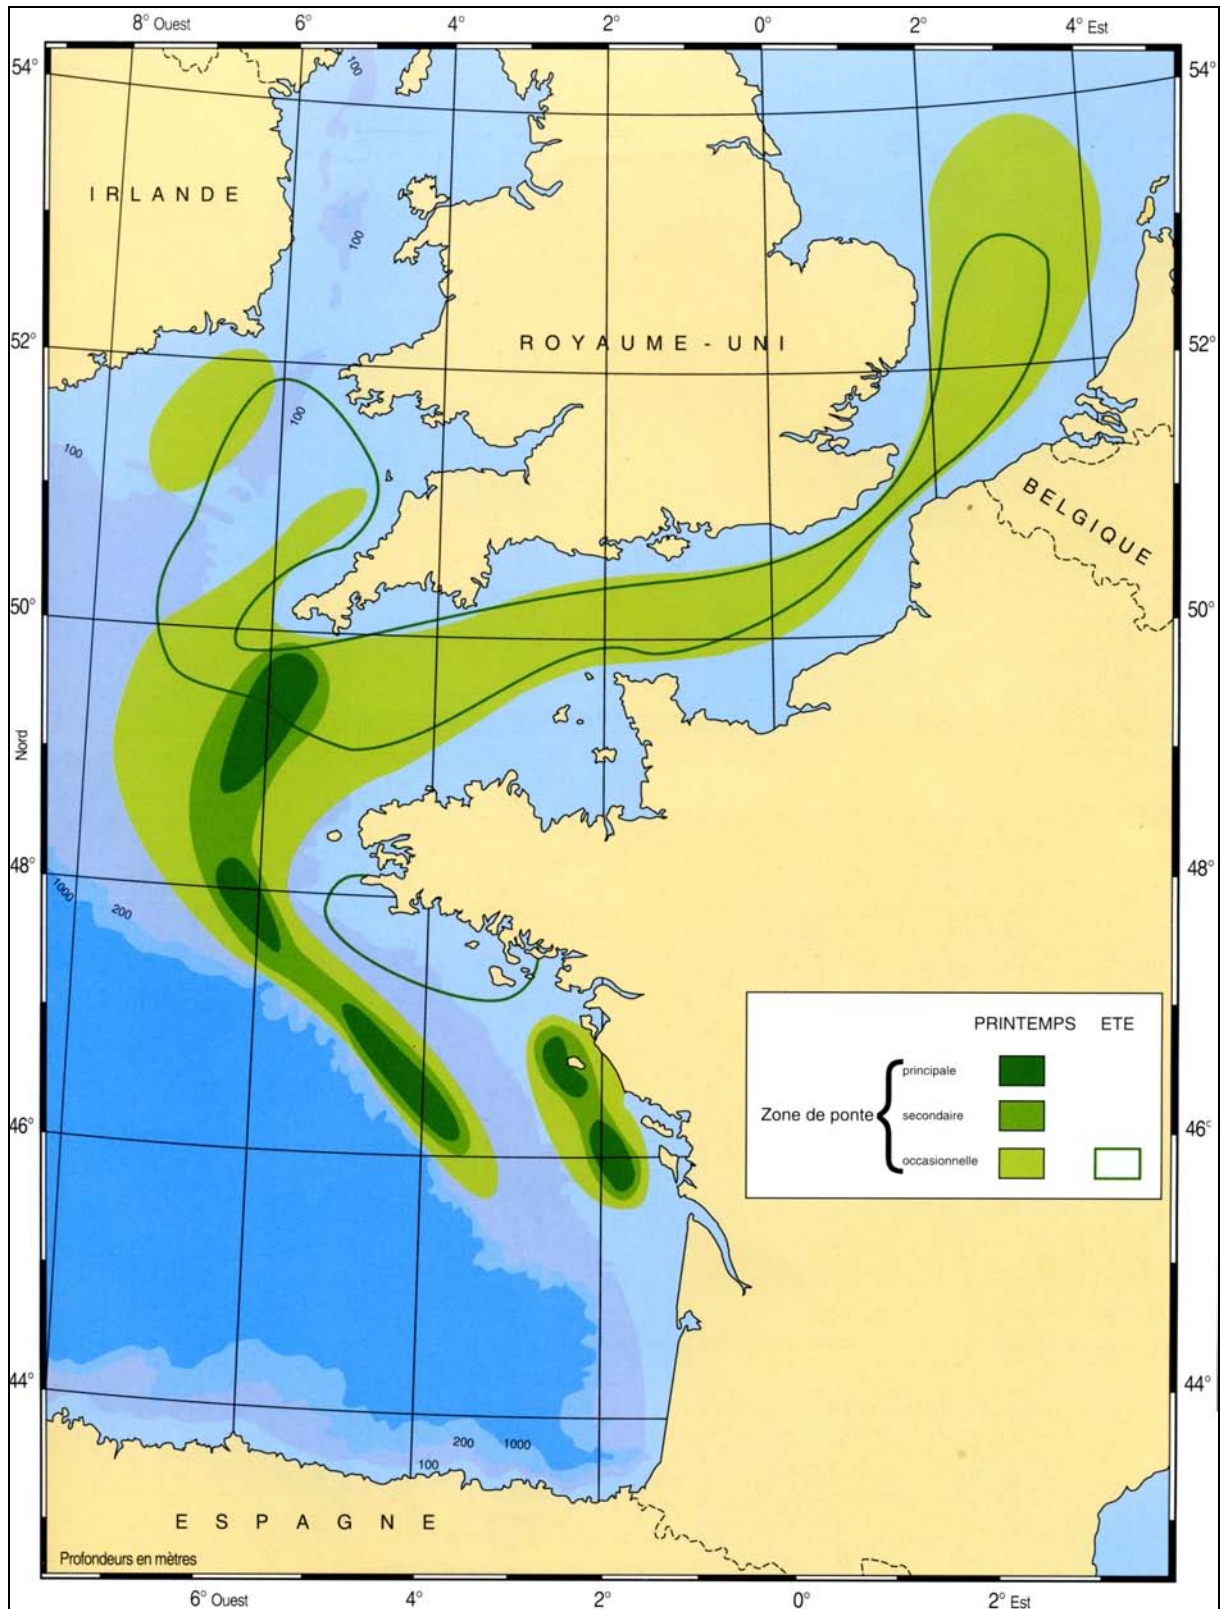 8° Ouest 6° 4° 2° 0° 2° 4° Est
54° 54°
100
IRLANDE
100
52° ROYAUME-UNI 52°
100
100
BELGIQUE
50° 50°
Nord
48° 48°
1000
200
PRINTEMPS ETE
principale
Zone de ponte secondaire
occasionnelle
46° 46°
44° 44°
200 1000
100
ESPAGNE
Profondeurs en mètres
6° Ouest 4° 2° 0° 2° Est